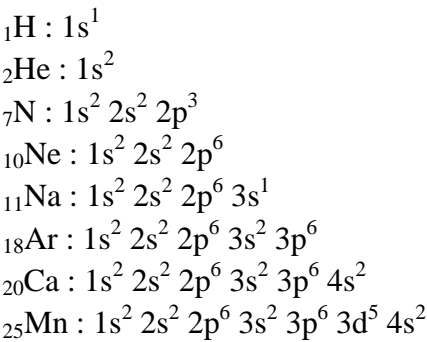 ₁H : 1s¹
₂He : 1s²
₇N : 1s² 2s² 2p³
₁₀Ne : 1s² 2s² 2p⁶
₁₁Na : 1s² 2s² 2p⁶ 3s¹
₁₈Ar : 1s² 2s² 2p⁶ 3s² 3p⁶
₂₀Ca : 1s² 2s² 2p⁶ 3s² 3p⁶ 4s²
₂₅Mn : 1s² 2s² 2p⁶ 3s² 3p⁶ 3d⁵ 4s²